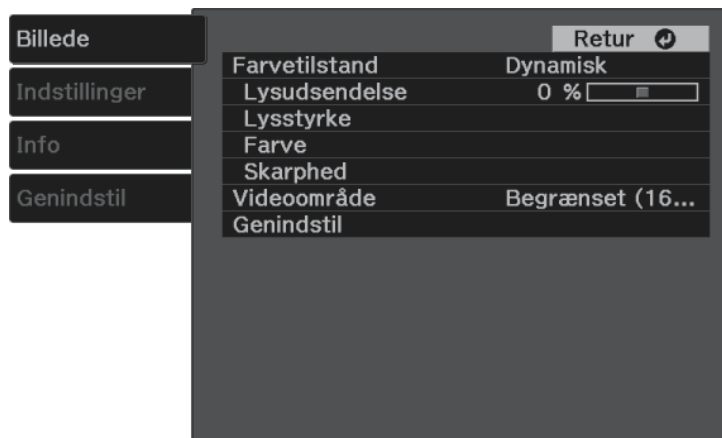 Billede
Indstillinger
Info
Genindstil
Retur
Farvetilstand Dynamisk
Lysudsendelse 0 %
Lysstyrke
Farve
Skarphed
Videoområde Begrænset (16...
Genindstil